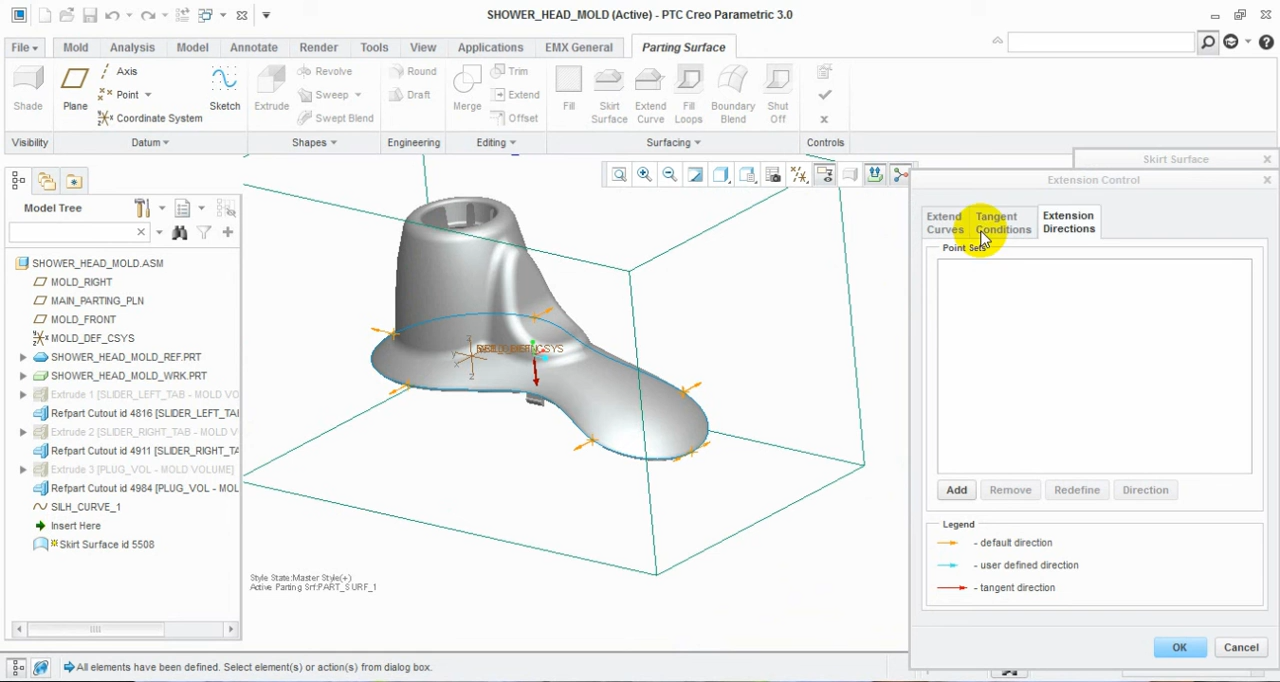 SHOWER_HEAD_MOLD (Active) - PTC Creo Parametric 3.0
File
Mold
Analysis
Model
Annotate
Render
Tools
View
Applications
EMX General
Parting Surface
Shade
Plane
Axis
Point
Coordinate System
Sketch
Extrude
Revolve
Sweep
Swept Blend
Round
Draft
Merge
Trim
Extend
Offset
Fill
Skirt Surface
Extend Curve
Fill Loops
Boundary Blend
Shut Off
Visibility
Datum
Shapes
Engineering
Editing
Surfacing
Controls
Model Tree
SHOWER_HEAD_MOLD.ASM
MOLD_RIGHT
MAIN_PARTING_PLN
MOLD_FRONT
MOLD_DEF_CSYS
SHOWER_HEAD_MOLD_REF.PRT
SHOWER_HEAD_MOLD_WRK.PRT
Extrude 1 [SLIDER_LEFT_TAB - MOLD VO
Refpart Cutout id 4816 [SLIDER_LEFT_TA
Extrude 2 [SLIDER_RIGHT_TAB - MOLD V
Refpart Cutout id 4911 [SLIDER_RIGHT_TA
Extrude 3 [PLUG_VOL - MOLD VOLUME]
Refpart Cutout id 4984 [PLUG_VOL - MOL
SILH_CURVE_1
Insert Here
Skirt Surface id 5508
Z
Y
X
Z
Style State:Master Style(+)
Active Parting Srf:PART_SURF_1
Skirt Surface
Extension Control
Extend Curves
Tangent Conditions
Extension Directions
Point Sets
Add
Remove
Redefine
Direction
Legend
- default direction
- user defined direction
- tangent direction
OK
Cancel
All elements have been defined. Select element(s) or action(s) from dialog box.